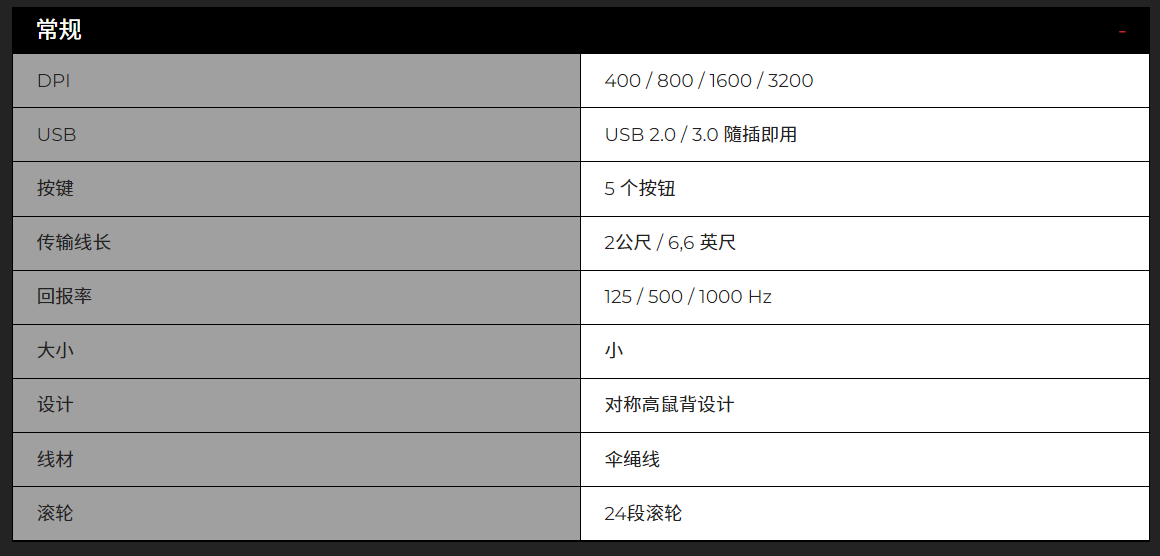 常规
-
DPI
400 / 800 / 1600 / 3200
USB
USB 2.0 / 3.0 隨插即用
按键
5 个按钮
传输线长
2公尺 / 6,6 英尺
回报率
125 / 500 / 1000 Hz
大小
小
设计
对称高鼠背设计
线材
伞绳线
滚轮
24段滚轮